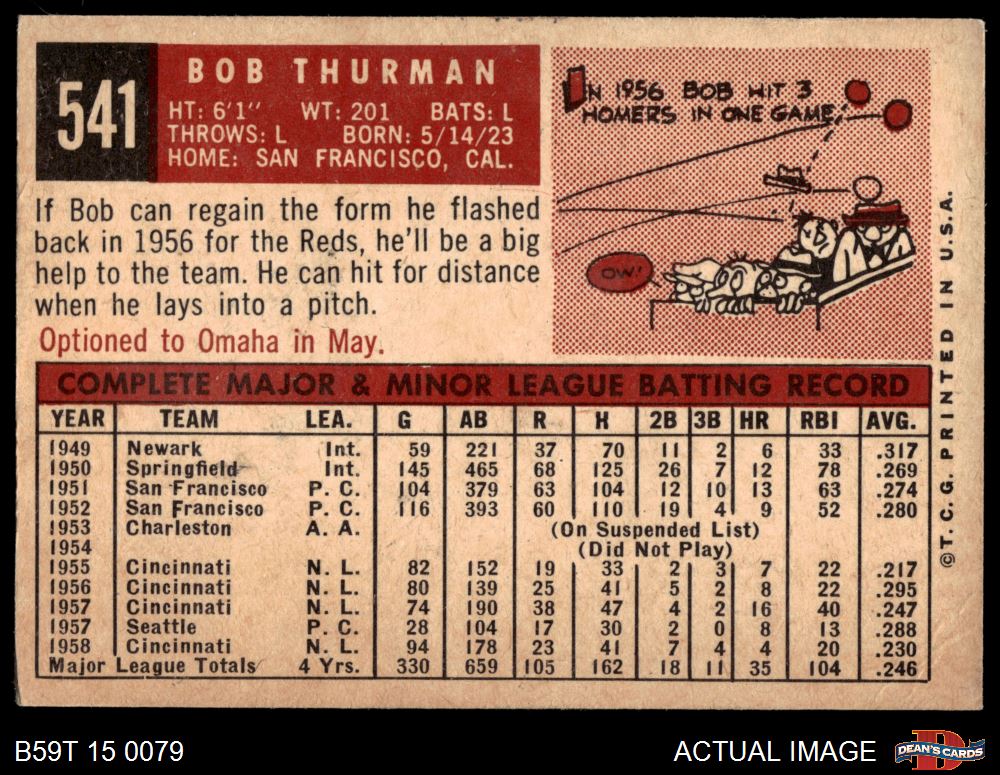 541
BOB THURMAN
HT: 6'1" WT: 201 BATS: L
THROWS: L BORN: 5/14/23
HOME: SAN FRANCISCO, CAL.
IN 1956 BOB HIT 3
HOMERS IN ONE GAME.
OW!
If Bob can regain the form he flashed
back in 1956 for the Reds, he'll be a big
help to the team. He can hit for distance
when he lays into a pitch.
Optioned to Omaha in May.
COMPLETE MAJOR & MINOR LEAGUE BATTING RECORD
YEAR TEAM LEA. G AB R H 2B 3B HR RBI AVG.
1949 Newark Int. 59 221 37 70 11 2 6 33 .317
1950 Springfield Int. 145 465 68 125 26 7 12 78 .269
1951 San Francisco P. C. 104 379 63 104 12 10 13 63 .274
1952 San Francisco P. C. 116 393 60 110 19 4 9 52 .280
1953 Charleston A. A. (On Suspended List)
1954 (Did Not Play)
1955 Cincinnati N. L. 82 152 19 33 2 3 7 22 .217
1956 Cincinnati N. L. 80 139 25 41 5 2 8 22 .295
1957 Cincinnati N. L. 74 190 38 47 4 2 16 40 .247
1957 Seattle P. C. 28 104 17 30 2 0 8 13 .288
1958 Cincinnati N. L. 94 178 23 41 7 4 4 20 .230
Major League Totals 4 Yrs. 330 659 105 162 18 11 35 104 .246
©T. C. G. PRINTED IN U.S.A.
B59T 15 0079
ACTUAL IMAGE
DEAN'S CARDS